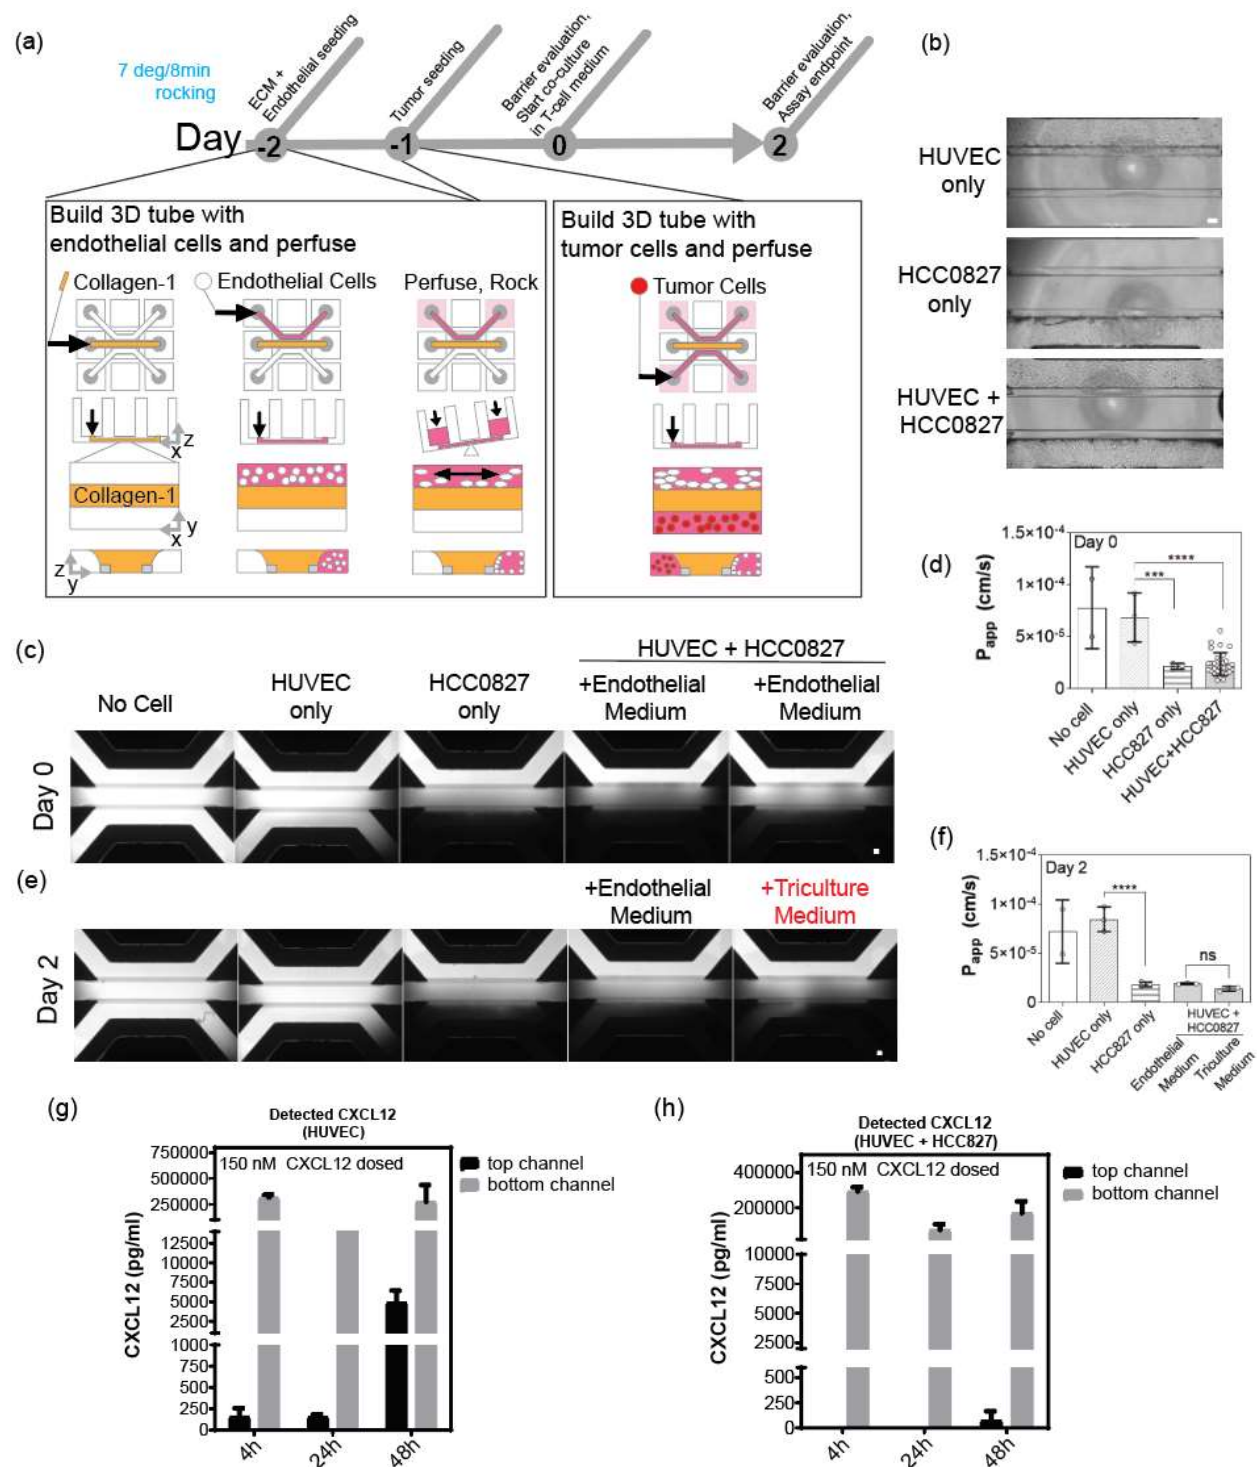 (a)
7 deg/8min
rocking
ECM +
Endothelial seeding
Tumor seeding
Barrier evaluation,
Start co-culture
in T-cell medium
Barrier evaluation,
Assay endpoint
Day -2 -1 0 2
Build 3D tube with
endothelial cells and perfuse
Collagen-1
Endothelial Cells
Perfuse, Rock
z
x
Collagen-1
y
x
z
y
Build 3D tube with
tumor cells and perfuse
Tumor Cells
(b)
HUVEC
only
HCC0827
only
HUVEC +
HCC0827
(c)
No Cell
HUVEC
only
HCC0827
only
HUVEC + HCC0827
+Endothelial
Medium
+Endothelial
Medium
Day 0
(d)
Day 0
1.5×10-4
1×10-4
5×10-5
0
Papp (cm/s)
***
****
No cell
HUVEC only
HCC827 only
HUVEC+HCC827
(e)
+Endothelial
Medium
+Triculture
Medium
Day 2
(f)
Day 2
1.5×10-4
1×10-4
5×10-5
0
Papp (cm/s)
****
ns
No cell
HUVEC only
HCC827 only
HUVEC +
HCC0827
Endothelial
Medium
Triculture
Medium
(g)
Detected CXCL12
(HUVEC)
150 nM CXCL12 dosed
top channel
bottom channel
CXCL12 (pg/ml)
750000
500000
250000
12500
10000
7500
5000
2500
1000
750
500
250
0
4h
24h
48h
(h)
Detected CXCL12
(HUVEC + HCC827)
150 nM CXCL12 dosed
top channel
bottom channel
CXCL12 (pg/ml)
400000
200000
10000
7500
5000
2500
500
250
0
4h
24h
48h